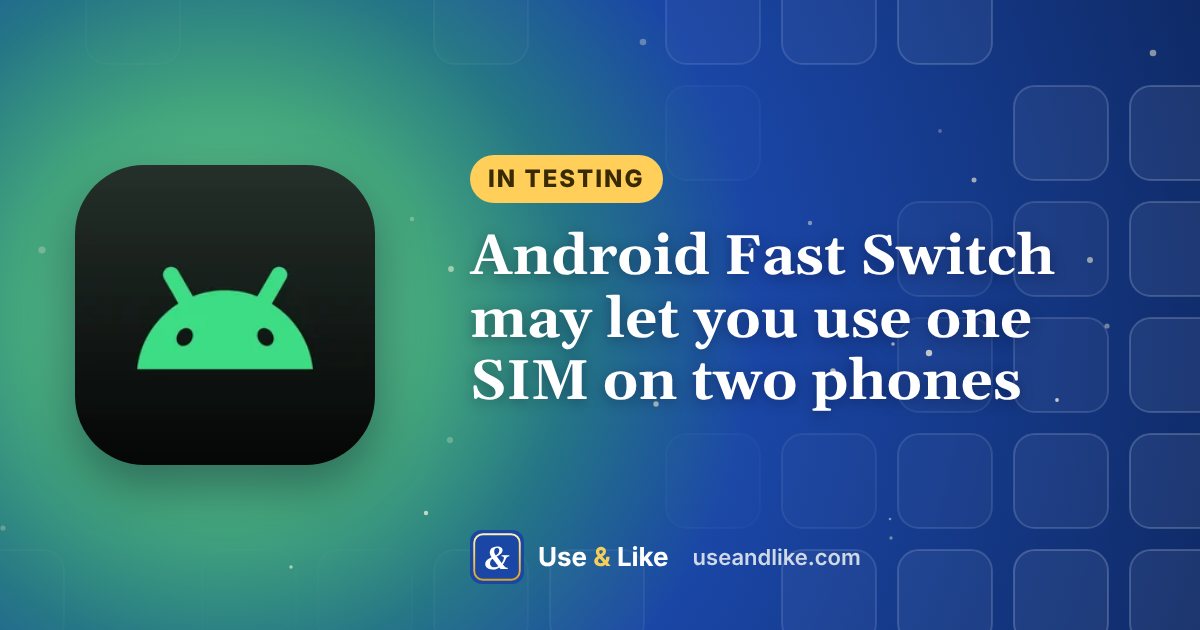 IN TESTING
Android Fast Switch
may let you use one
SIM on two phones
& Use & Like useandlike.com